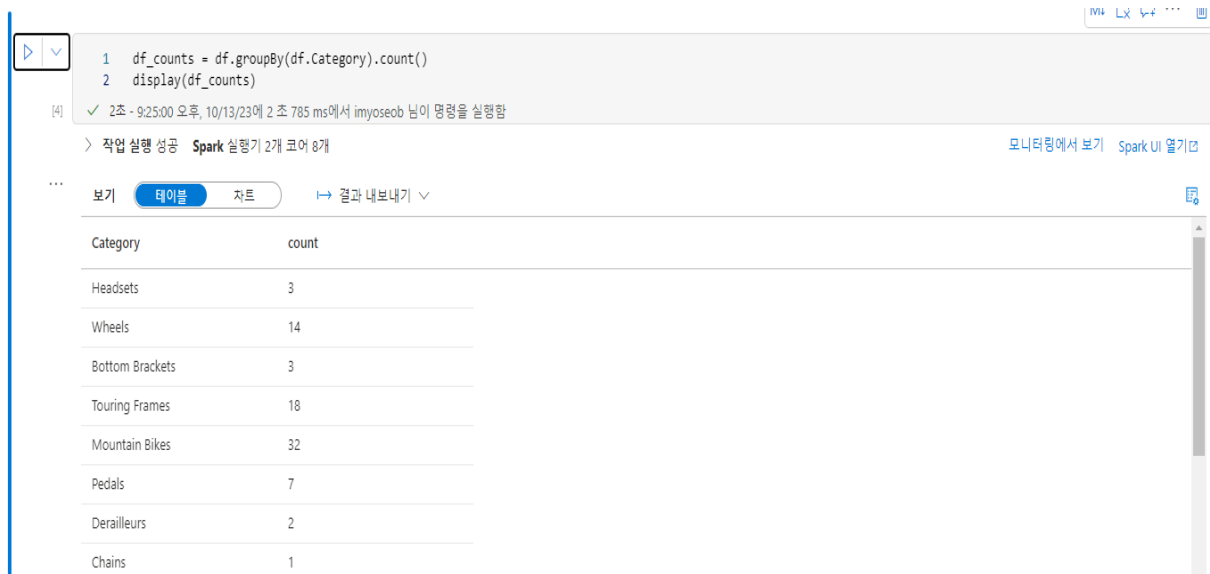 1 df_counts = df.groupBy(df.Category).count()
2 display(df_counts)
[4] ✓ 2초 - 9:25:00 오후, 10/13/23에 2 초 785 ms에서 imyoseob 님이 명령을 실행함
> 작업 실행 성공 Spark 실행기 2개 코어 8개 모니터링에서 보기 Spark UI 열기
...
보기 테이블 차트 결과 내보내기
Category count
Headsets 3
Wheels 14
Bottom Brackets 3
Touring Frames 18
Mountain Bikes 32
Pedals 7
Derailleurs 2
Chains 1